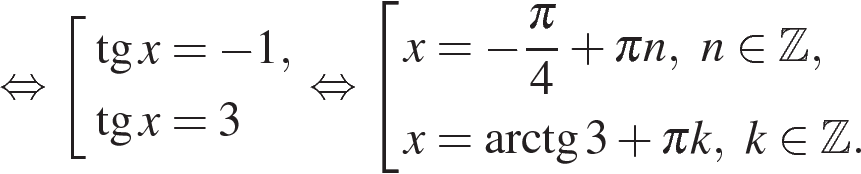 ⇔ [ tg x = −1, tg x = 3 ⇔ [ x = −π/4 + πn, n ∈ ℤ, x = arctg 3 + πk, k ∈ ℤ.